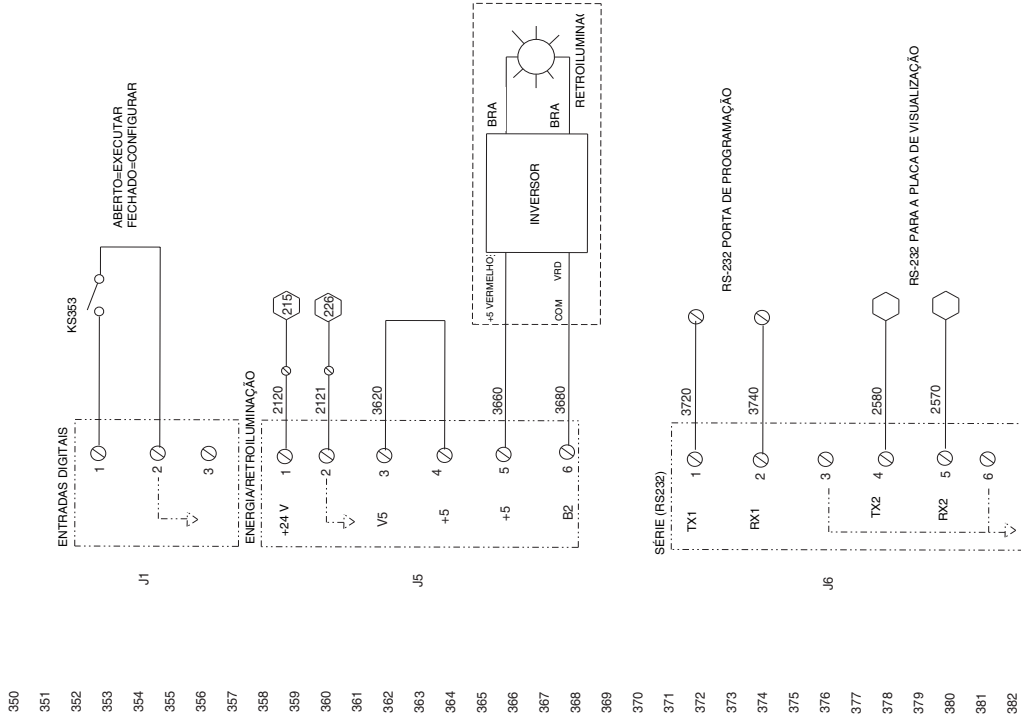 350
351
352
353
354
355
356
357
358
359
360
361
362
363
364
365
366
367
368
369
370
371
372
373
374
375
376
377
378
379
380
381
382
J1
ENTRADAS DIGITAIS
1
2
3
KS353
ABERTO=EXECUTAR
FECHADO=CONFIGURAR
J5
ENERGIA/RETROILUMINAÇÃO
+24 V
1
2120
215
2
2121
226
V5
3
3620
+5
4
+5
5
3660
+5 VERMELHO
B2
6
3680
COM
VRD
INVERSOR
BRA
BRA
RETROILUMINAÇ
J6
SÉRIE (RS232)
TX1
1
3720
RX1
2
3740
RS-232 PORTA DE PROGRAMAÇÃO
3
TX2
4
2580
RX2
5
2570
6
RS-232 PARA A PLACA DE VISUALIZAÇÃO